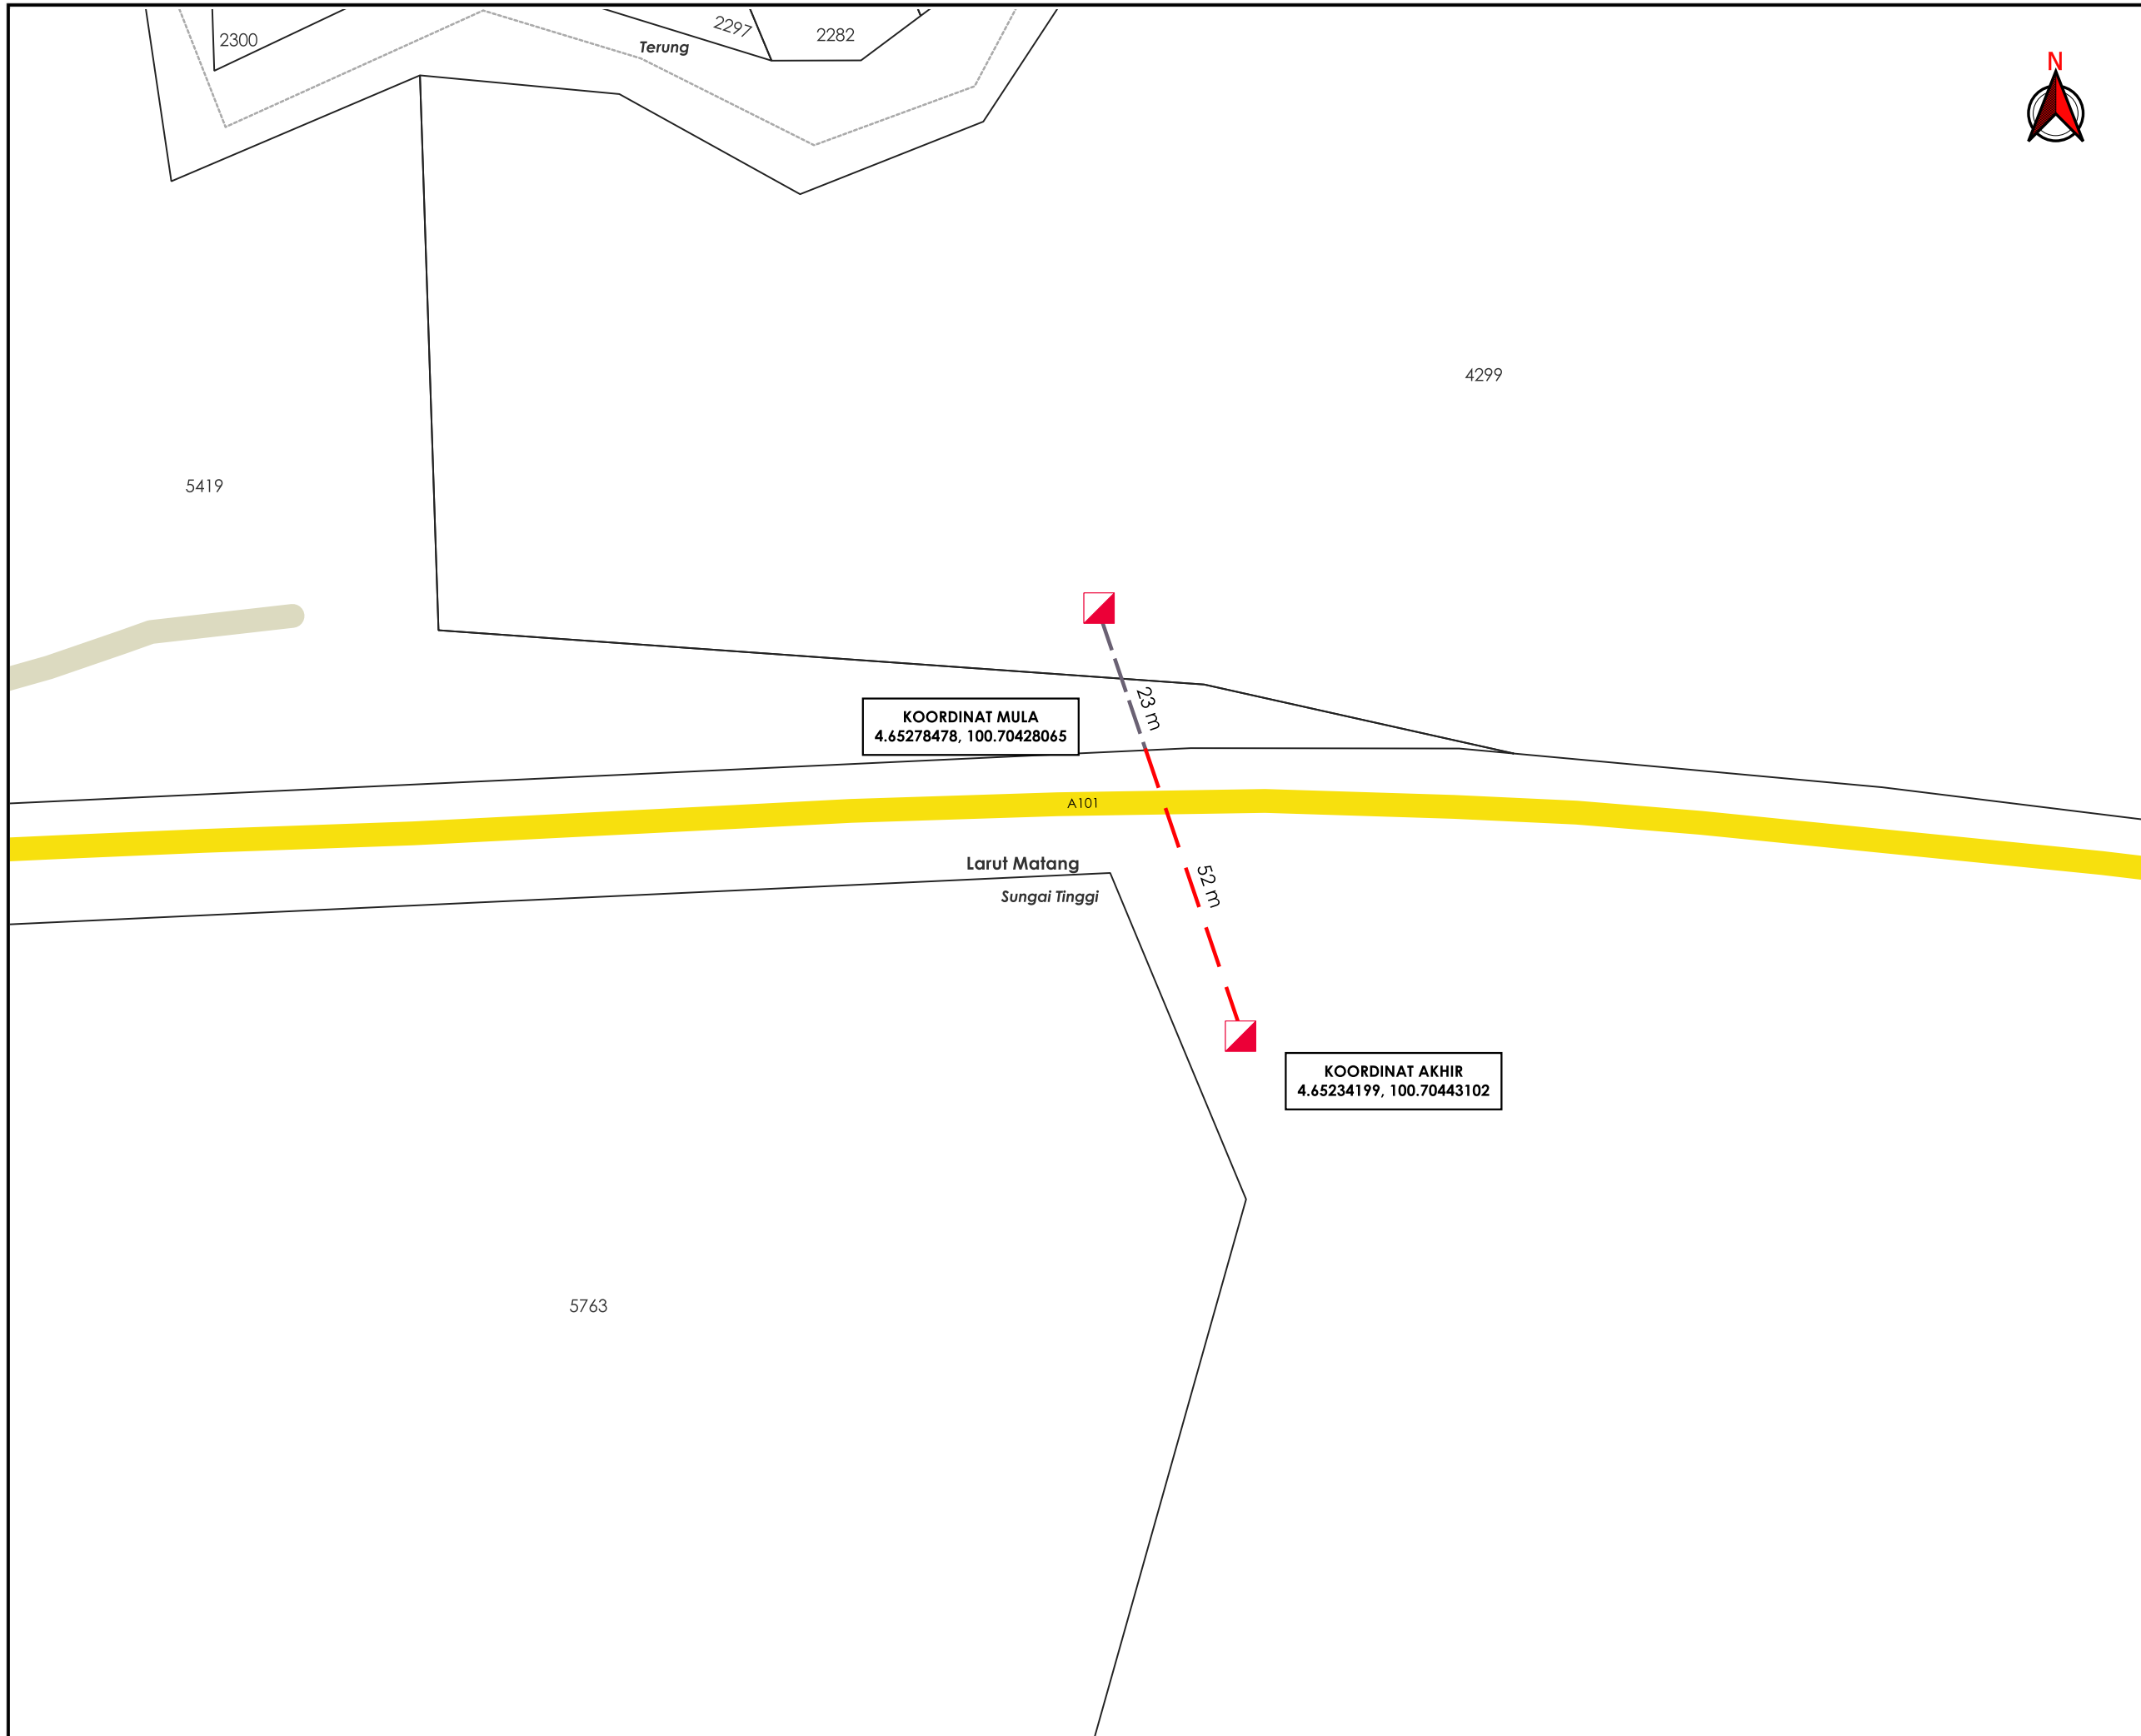 2300
2297
2282
Terung
N
4299
5419
23 m
KOORDINAT MULA
4.65278478, 100.70428065
A101
Larut Matang
Sungai Tinggi
52 m
KOORDINAT AKHIR
4.65234199, 100.70443102
5763